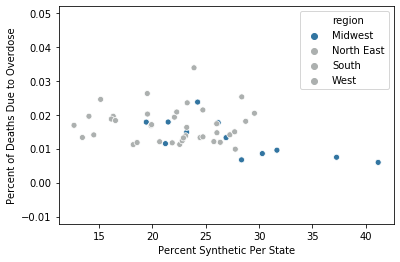 0.05
0.04
0.03
0.02
0.01
0.00
−0.01
Percent of Deaths Due to Overdose
region
Midwest
North East
South
West
15 20 25 30 35 40
Percent Synthetic Per State